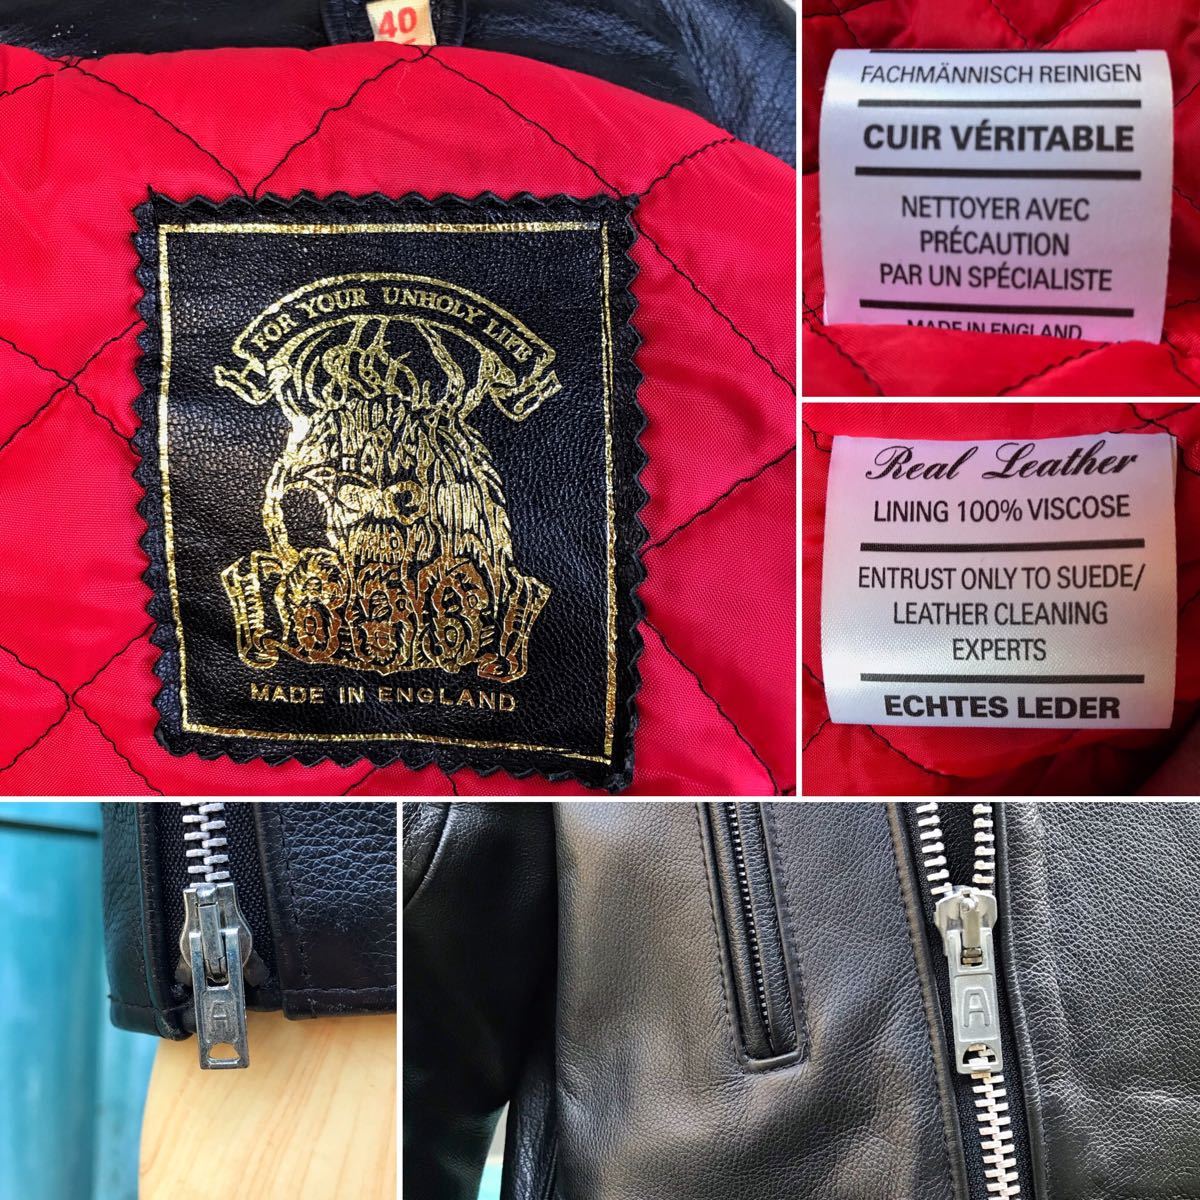 40
FOR YOUR UNHOLY LIFE
666
MADE IN ENGLAND
FACHMÄNNISCH REINIGEN
CUIR VÉRITABLE
NETTOYER AVEC
PRÉCAUTION
PAR UN SPÉCIALISTE
MADE IN ENGLAND
Real Leather
LINING 100% VISCOSE
ENTRUST ONLY TO SUEDE/
LEATHER CLEANING
EXPERTS
ECHTES LEDER
A
A